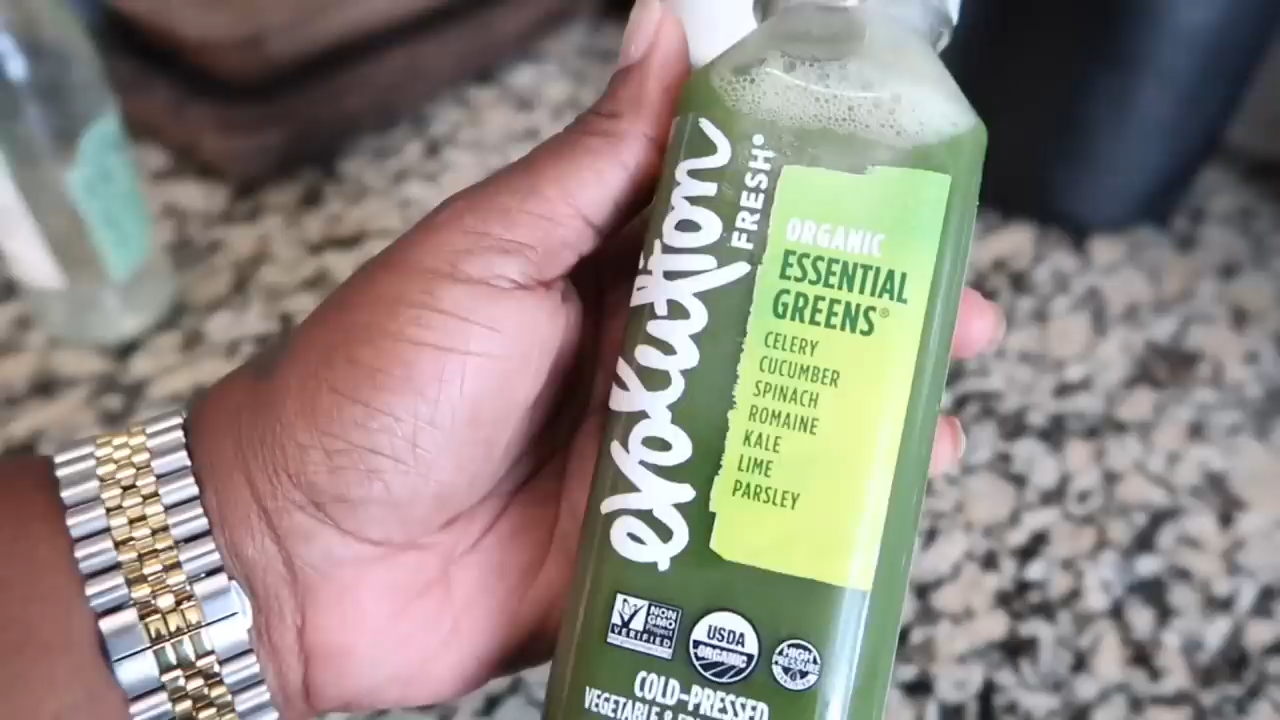 evolution
FRESH®
ORGANIC
ESSENTIAL
GREENS®
CELERY
CUCUMBER
SPINACH
ROMAINE
KALE
LIME
PARSLEY
NON
GMO
Project
VERIFIED
USDA
ORGANIC
HIGH
PRESSURE
COLD-PRESSED
VEGETABLE &